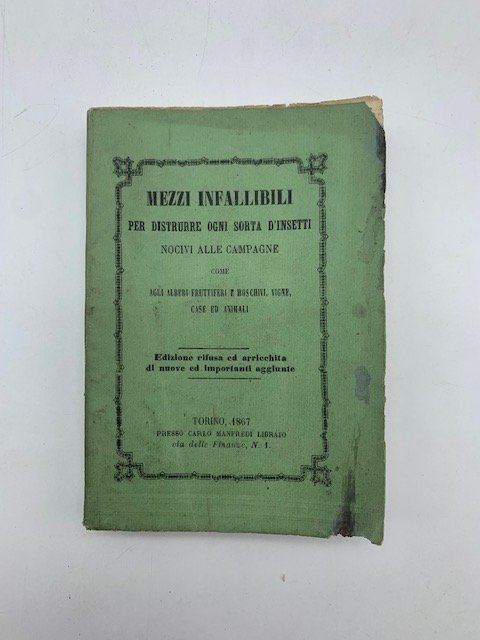 MEZZI INFALLIBILI
PER DISTRURRE OGNI SORTA D'INSETTI
NOCIVI ALLE CAMPAGNE
COME
AGLI ALBERI FRUTTIFERI E BOSCHIVI, VIGNE,
CASE ED ANIMALI
Edizione rifusa ed arricchita
di nuove ed importanti aggiunte
TORINO, 1867
PRESSO CARLO MANFREDI LIBRAIO
via delle Finanze, N. 1.